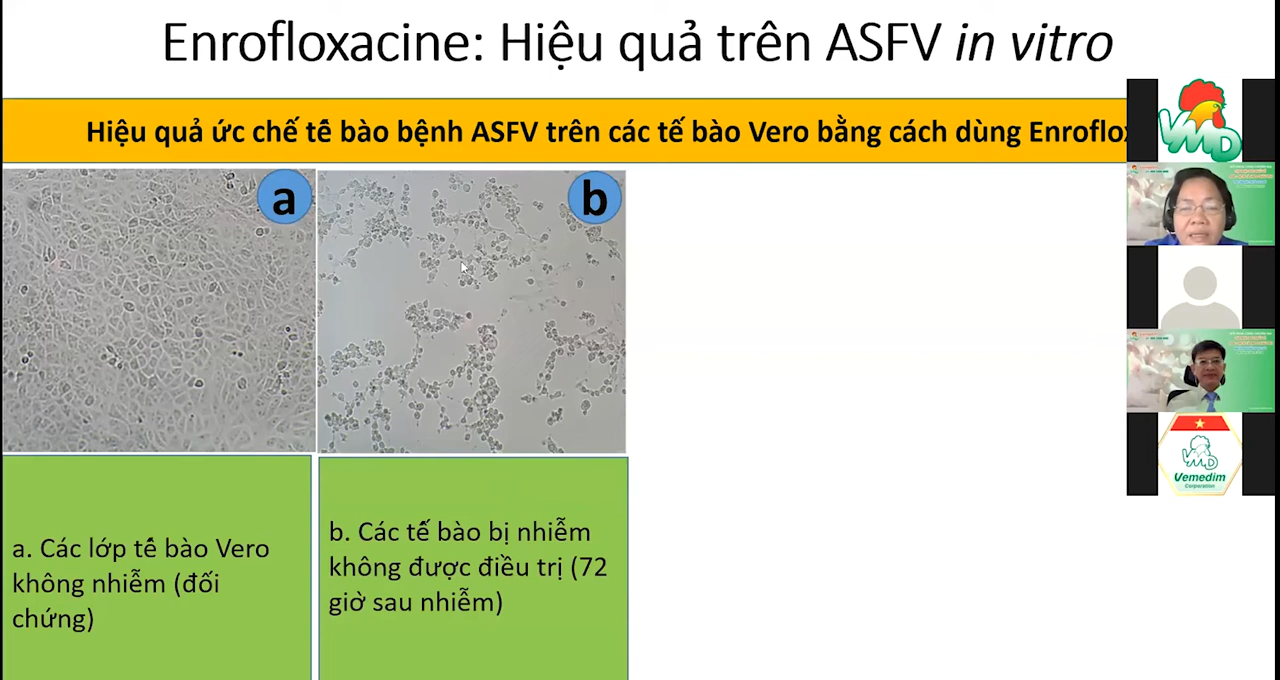 Enrofloxacine: Hiệu quả trên ASFV in vitro
Hiệu quả ức chế tế bào bệnh ASFV trên các tế bào Vero bằng cách dùng Enroflox
a
b
a. Các lớp tế bào Vero
không nhiễm (đối
chứng)
b. Các tế bào bị nhiễm
không được điều trị (72
giờ sau nhiễm)
VMD
VMD
Vemedim
Corporation